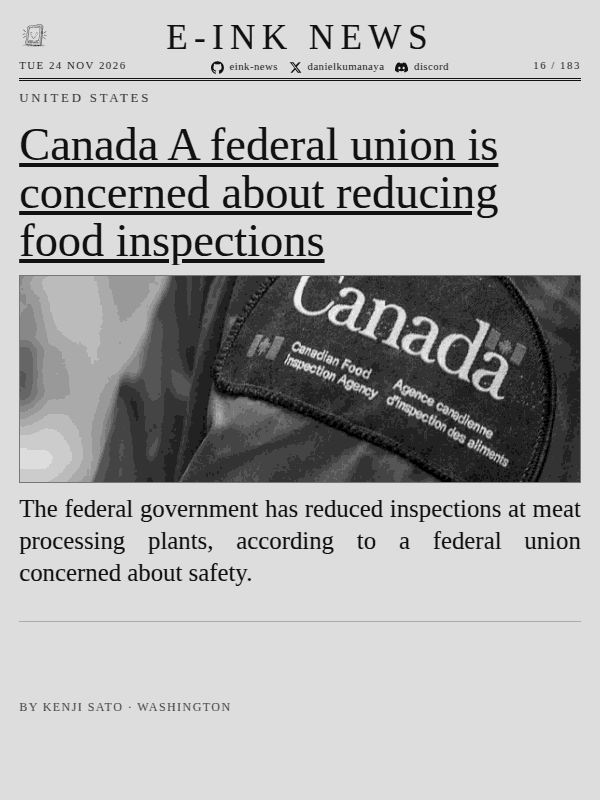 E-INK NEWS
TUE 24 NOV 2026
eink-news
danielkumanaya
discord
16 / 183
UNITED STATES
Canada A federal union is
concerned about reducing
food inspections
Canada
Canadian Food
Inspection Agency
Agence canadienne
d'inspection des aliments
The federal government has reduced inspections at meat
processing plants, according to a federal union
concerned about safety.
BY KENJI SATO · WASHINGTON